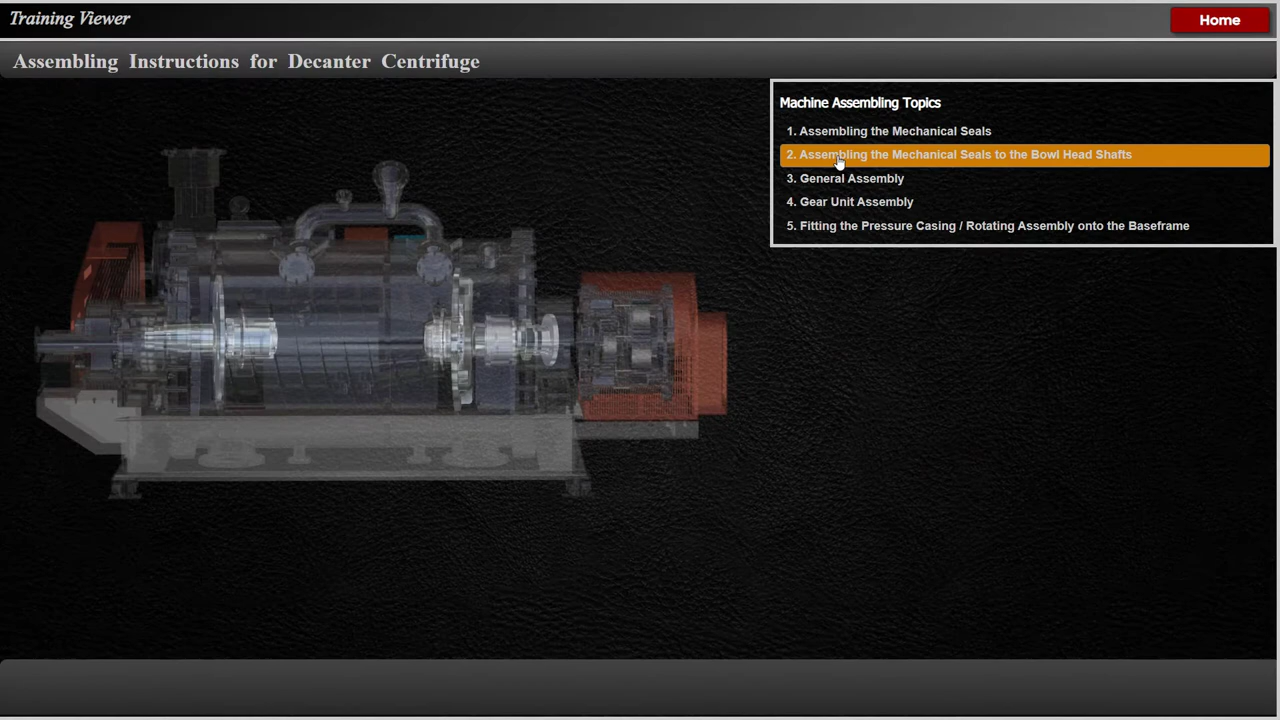 Training Viewer
Home
Assembling Instructions for Decanter Centrifuge
Machine Assembling Topics
1. Assembling the Mechanical Seals
2. Assembling the Mechanical Seals to the Bowl Head Shafts
3. General Assembly
4. Gear Unit Assembly
5. Fitting the Pressure Casing / Rotating Assembly onto the Baseframe